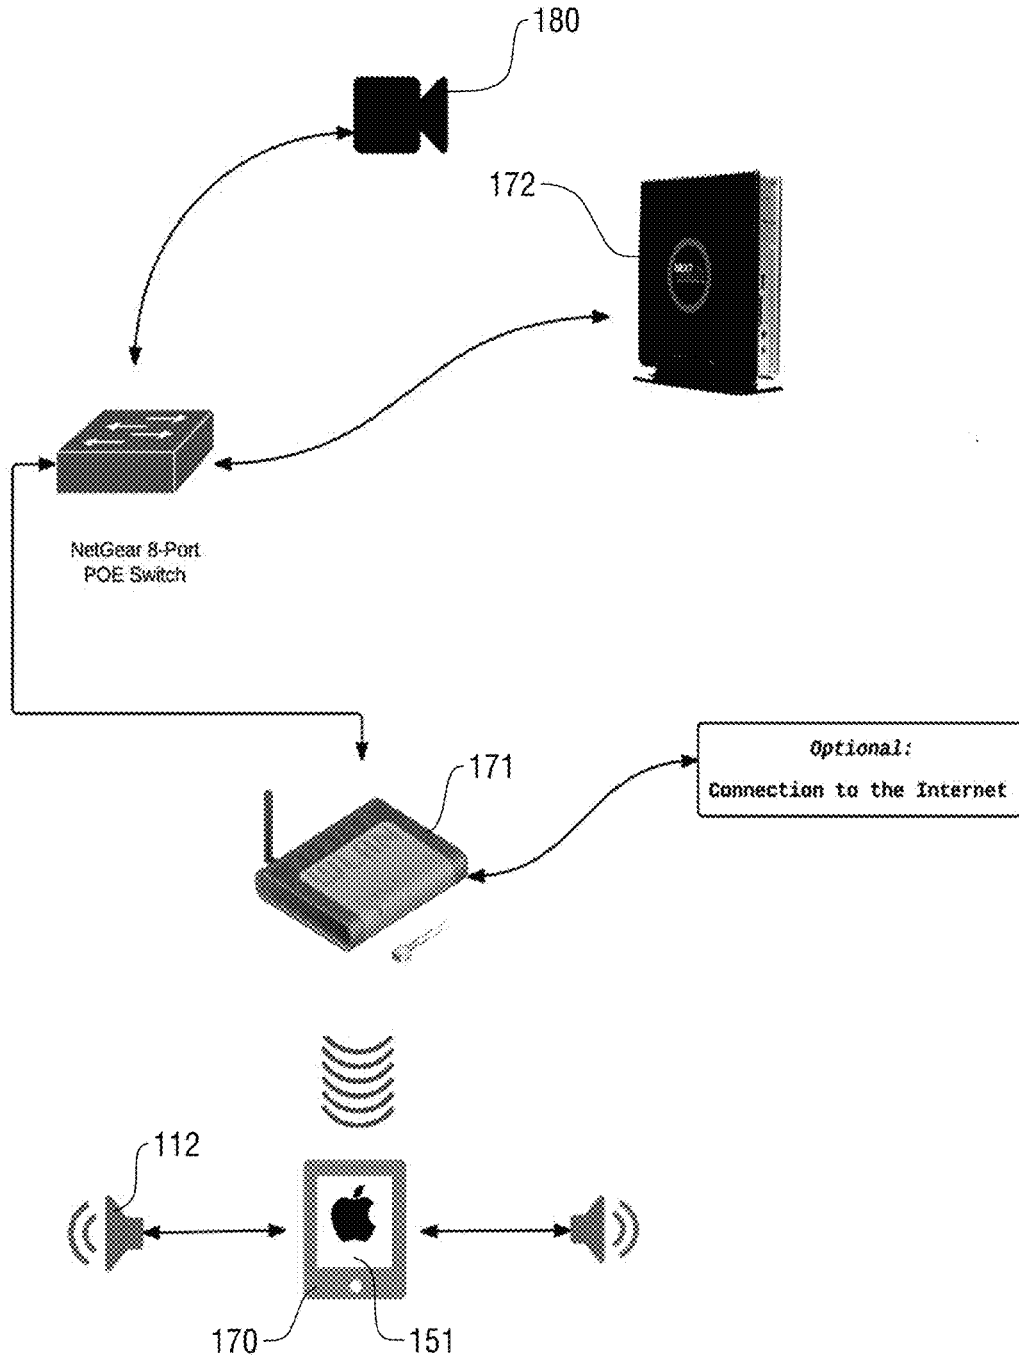 180
172
NetGear 8-Port
POE Switch
171
Optional:
Connection to the Internet
112
170
151